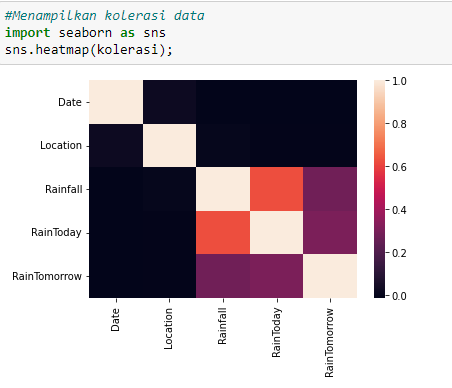 #Menampilkan kolerasi data
import seaborn as sns
sns.heatmap(kolerasi);
Date
Location
Rainfall
RainToday
RainTomorrow
Date
Location
Rainfall
RainToday
RainTomorrow
1.0
0.8
0.6
0.4
0.2
0.0